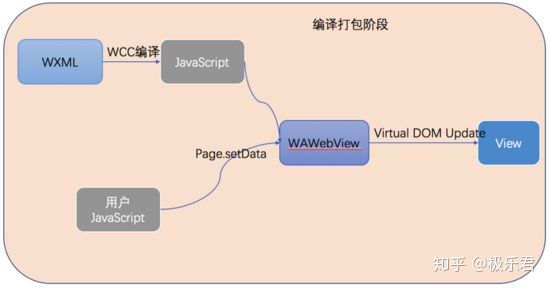 编译打包阶段
WXML
WCC编译
JavaScript
WAWebView
Virtual DOM Update
View
Page.setData
用户
JavaScript
知乎 @极乐君